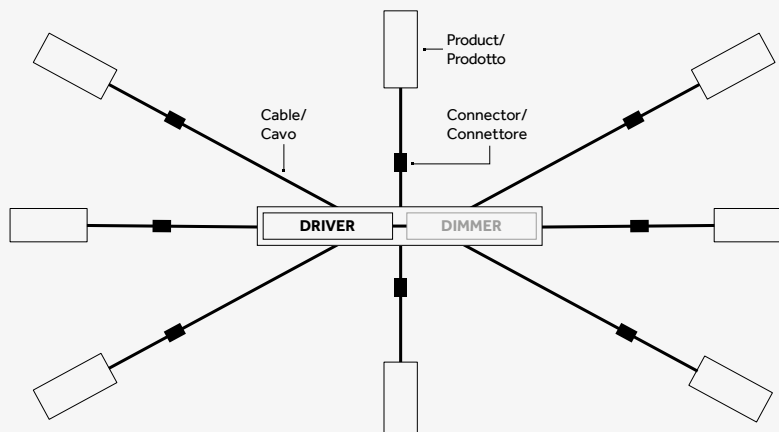 Product/
Prodotto
Cable/
Cavo
Connector/
Connettore
DRIVER
DIMMER